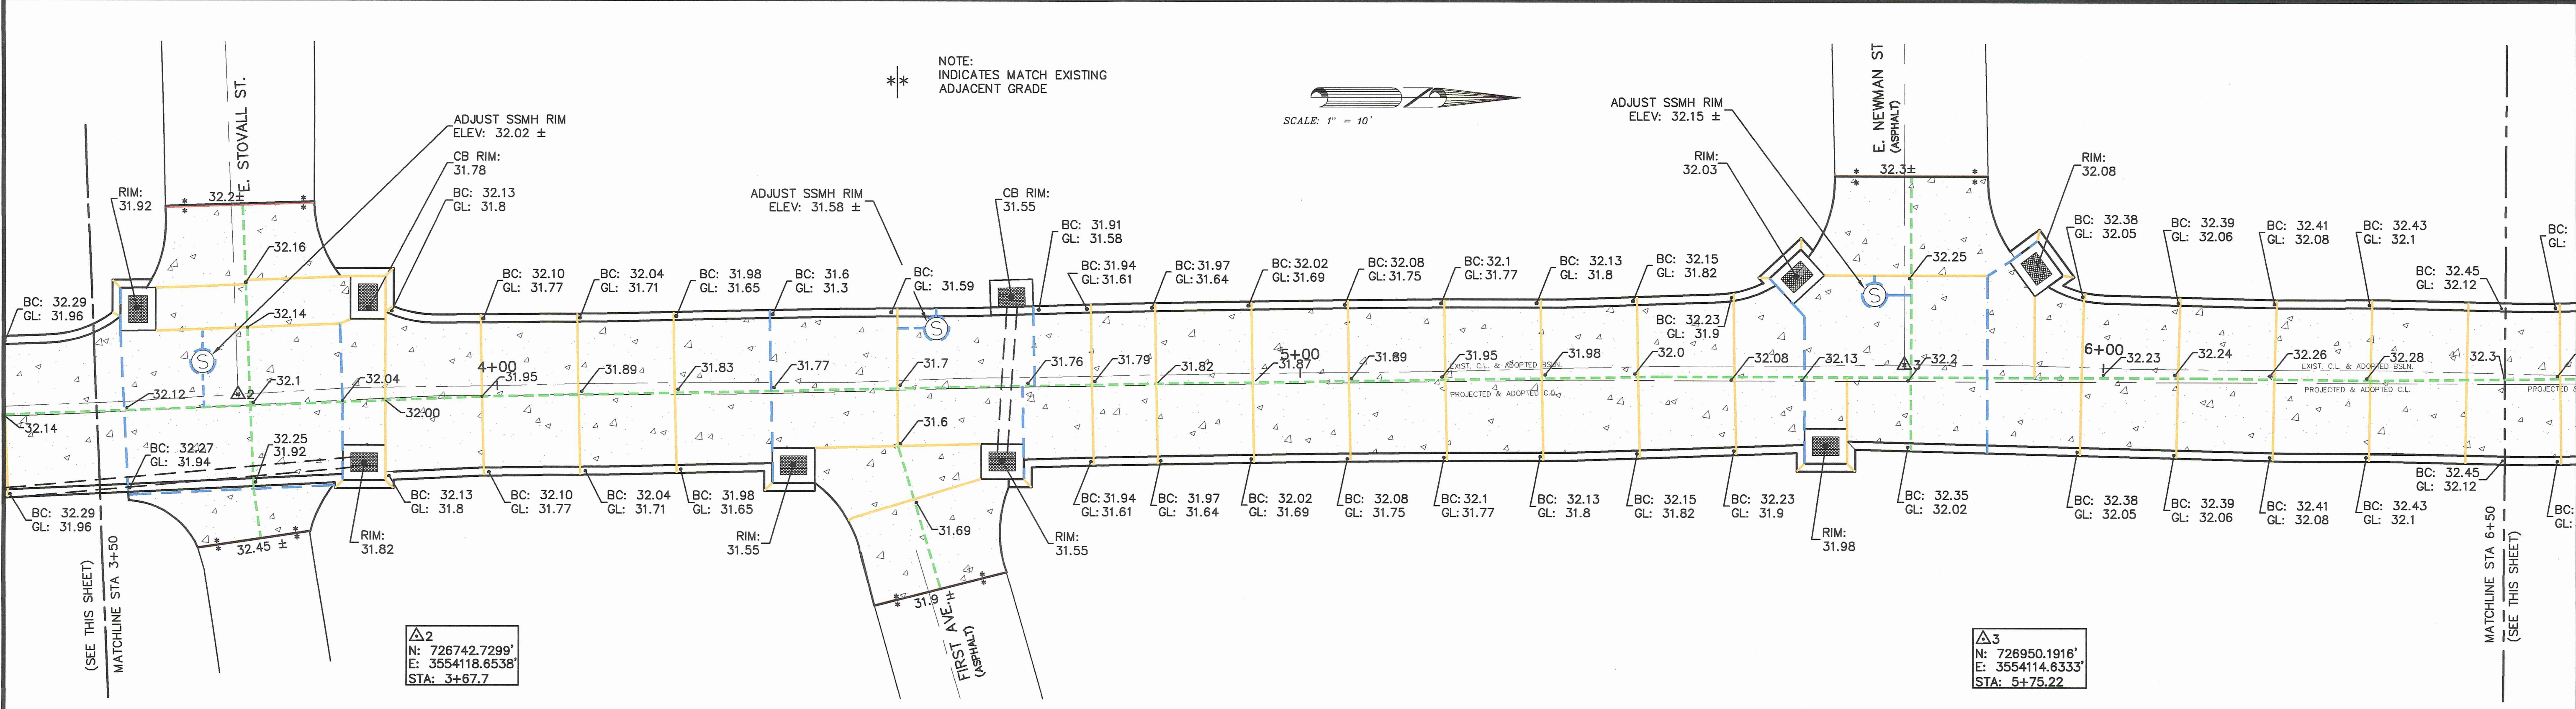 NOTE:
INDICATES MATCH EXISTING
ADJACENT GRADE
**
SCALE: 1" = 10'
E. STOVALL ST.
32.2±
**
**
ADJUST SSMH RIM
ELEV: 32.02 ±
CB RIM:
31.78
BC: 32.13
GL: 31.8
RIM:
31.92
BC: 32.29
GL: 31.96
32.16
32.14
S
BC: 32.10
GL: 31.77
BC: 32.04
GL: 31.71
BC: 31.98
GL: 31.65
BC: 31.6
GL: 31.3
ADJUST SSMH RIM
ELEV: 31.58 ±
BC:
GL: 31.59
S
CB RIM:
31.55
BC: 31.91
GL: 31.58
BC: 31.94
GL: 31.61
BC: 31.97
GL: 31.64
BC: 32.02
GL: 31.69
BC: 32.08
GL: 31.75
BC: 32.1
GL: 31.77
BC: 32.13
GL: 31.8
BC: 32.15
GL: 31.82
BC: 32.23
GL: 31.9
ADJUST SSMH RIM
ELEV: 32.15 ±
RIM:
32.03
E. NEWMAN ST
(ASPHALT)
32.3±
**
**
RIM:
32.08
32.25
S
BC: 32.38
GL: 32.05
BC: 32.39
GL: 32.06
BC: 32.41
GL: 32.08
BC: 32.43
GL: 32.1
BC: 32.45
GL: 32.12
BC:
GL:
32.14
32.12
2
32.1
32.04
32.00
4+00
31.95
31.89
31.83
31.77
31.7
31.76
31.79
31.82
5+00
31.87
31.89
31.95
EXIST. C.L & ADOPTED BSLN.
PROJECTED & ADOPTED C.L.
31.98
32.0
32.08
32.13
3
32.2
6+00
32.23
32.24
32.26
EXIST. C.L & ADOPTED BSLN.
PROJECTED & ADOPTED C.L.
32.28
32.3
PROJECTED &
BC: 32.27
GL: 31.94
32.25
31.92
31.6
BC: 32.29
GL: 31.96
32.45 ±
**
**
RIM:
31.82
BC: 32.13
GL: 31.8
BC: 32.10
GL: 31.77
BC: 32.04
GL: 31.71
BC: 31.98
GL: 31.65
RIM:
31.55
31.69
31.9 ±
**
**
FIRST AVE.
(ASPHALT)
RIM:
31.55
BC: 31.94
GL: 31.61
BC: 31.97
GL: 31.64
BC: 32.02
GL: 31.69
BC: 32.08
GL: 31.75
BC: 32.1
GL: 31.77
BC: 32.13
GL: 31.8
BC: 32.15
GL: 31.82
BC: 32.23
GL: 31.9
RIM:
31.98
BC: 32.35
GL: 32.02
BC: 32.38
GL: 32.05
BC: 32.39
GL: 32.06
BC: 32.41
GL: 32.08
BC: 32.43
GL: 32.1
BC: 32.45
GL: 32.12
BC:
GL:
(SEE THIS SHEET)
MATCHLINE STA 3+50
2
N: 726742.7299'
E: 3554118.6538'
STA: 3+67.7
3
N: 726950.1916'
E: 3554114.6333'
STA: 5+75.22
MATCHLINE STA 6+50
(SEE THIS SHEET)